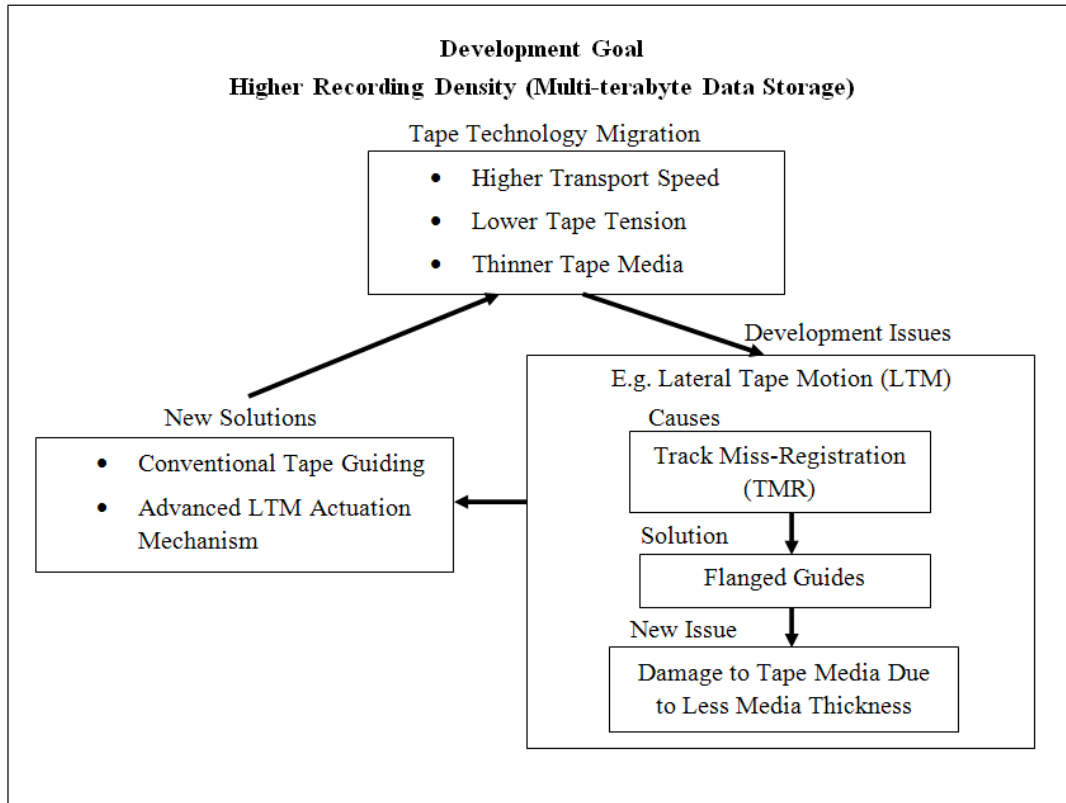 Development Goal
Higher Recording Density (Multi-terabyte Data Storage)
Tape Technology Migration
• Higher Transport Speed
• Lower Tape Tension
• Thinner Tape Media
Development Issues
E.g. Lateral Tape Motion (LTM)
Causes
Track Miss-Registration
(TMR)
Solution
Flanged Guides
New Issue
Damage to Tape Media Due
to Less Media Thickness
New Solutions
• Conventional Tape Guiding
• Advanced LTM Actuation
Mechanism